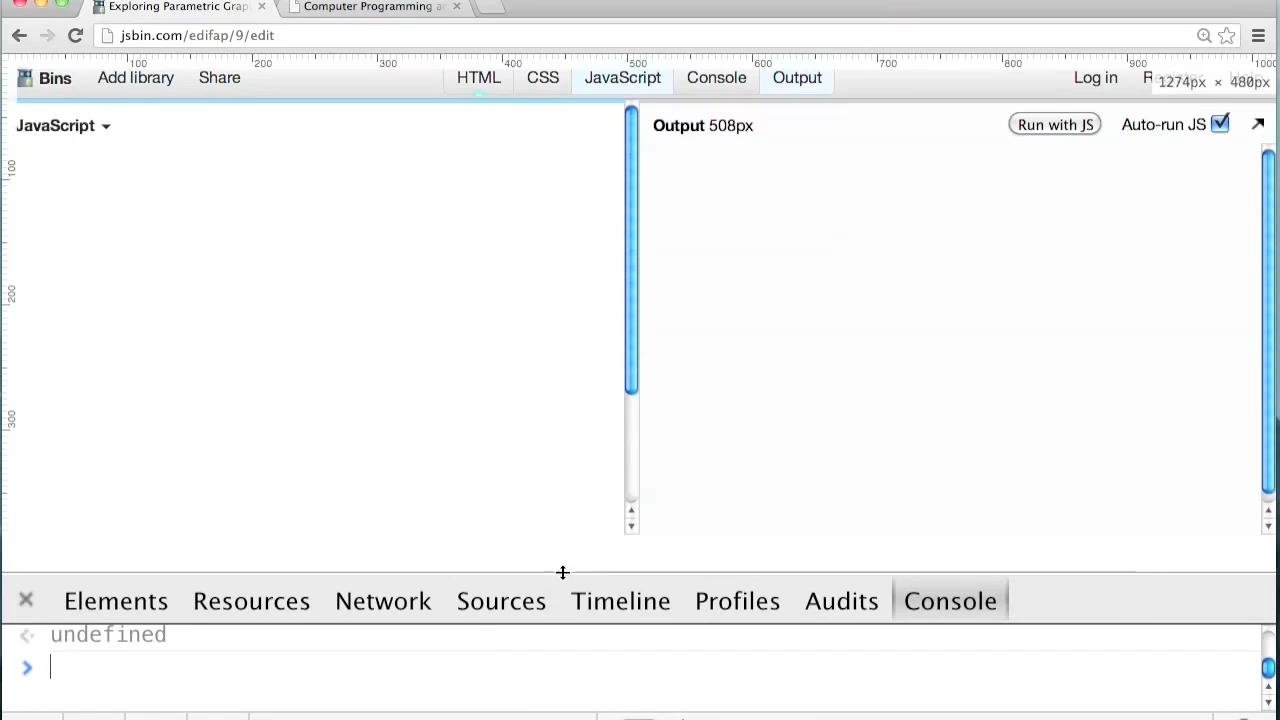 Exploring Parametric Grap
Computer Programming a
jsbin.com/edifap/9/edit
100 200 300 400 500 600 700 800 900 1000
Bins Add library Share HTML CSS JavaScript Console Output Log in
1274px × 480px
JavaScript
Output 508px Run with JS Auto-run JS
100
200
300
Elements Resources Network Sources Timeline Profiles Audits Console
undefined